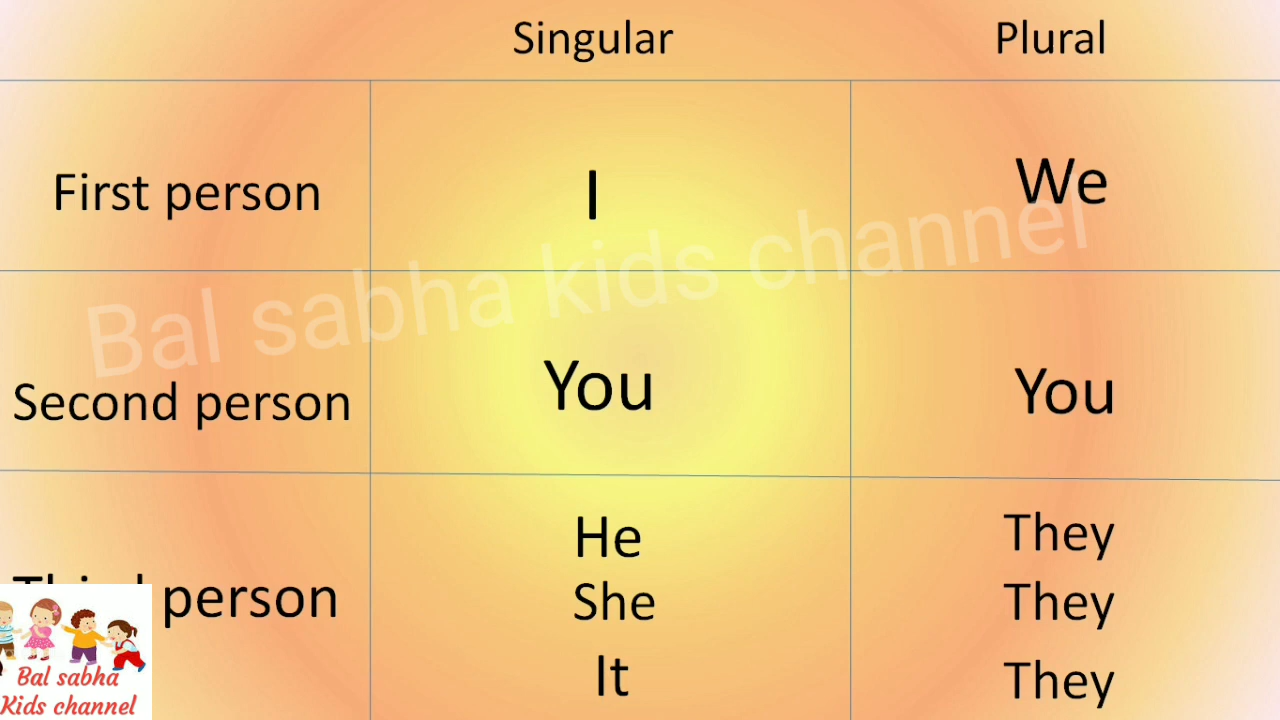 Singular Plural
First person I We
Bal sabha kids channel
Second person You You
He They
Third person She They
It They
Bal sabha
Kids channel